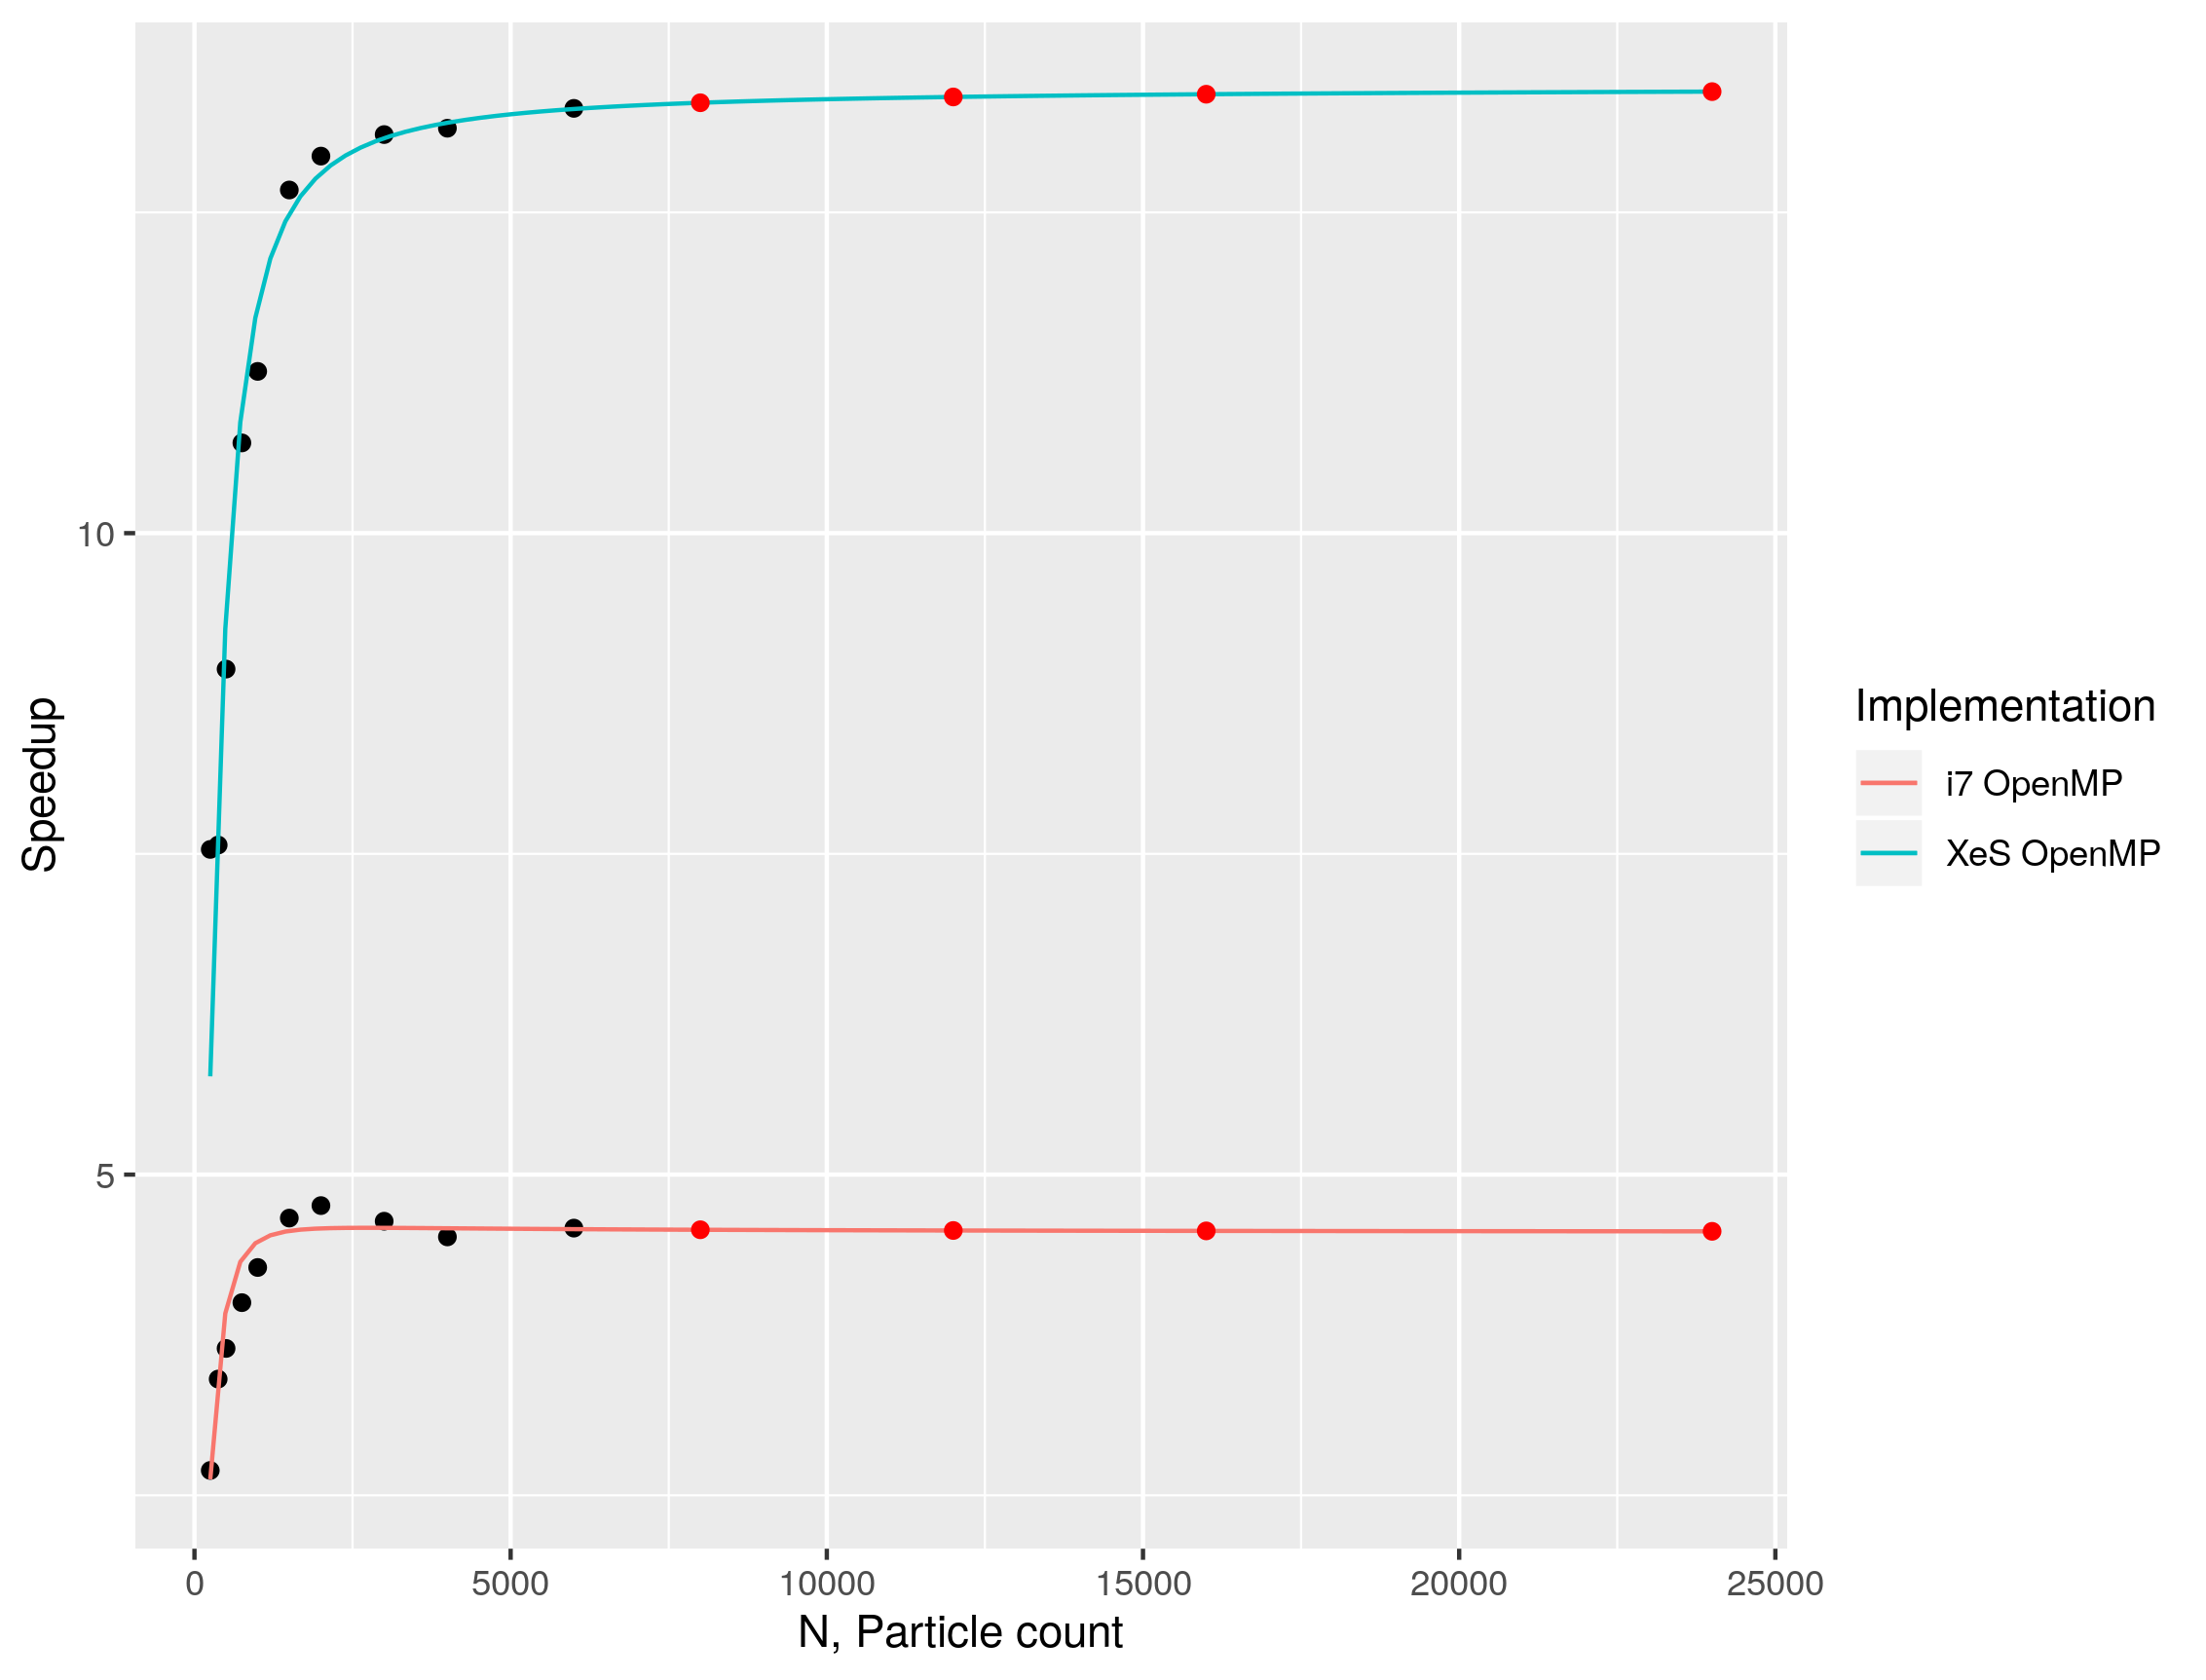 10
5
Speedup
0 5000 10000 15000 20000 25000
N, Particle count
Implementation
i7 OpenMP
XeS OpenMP